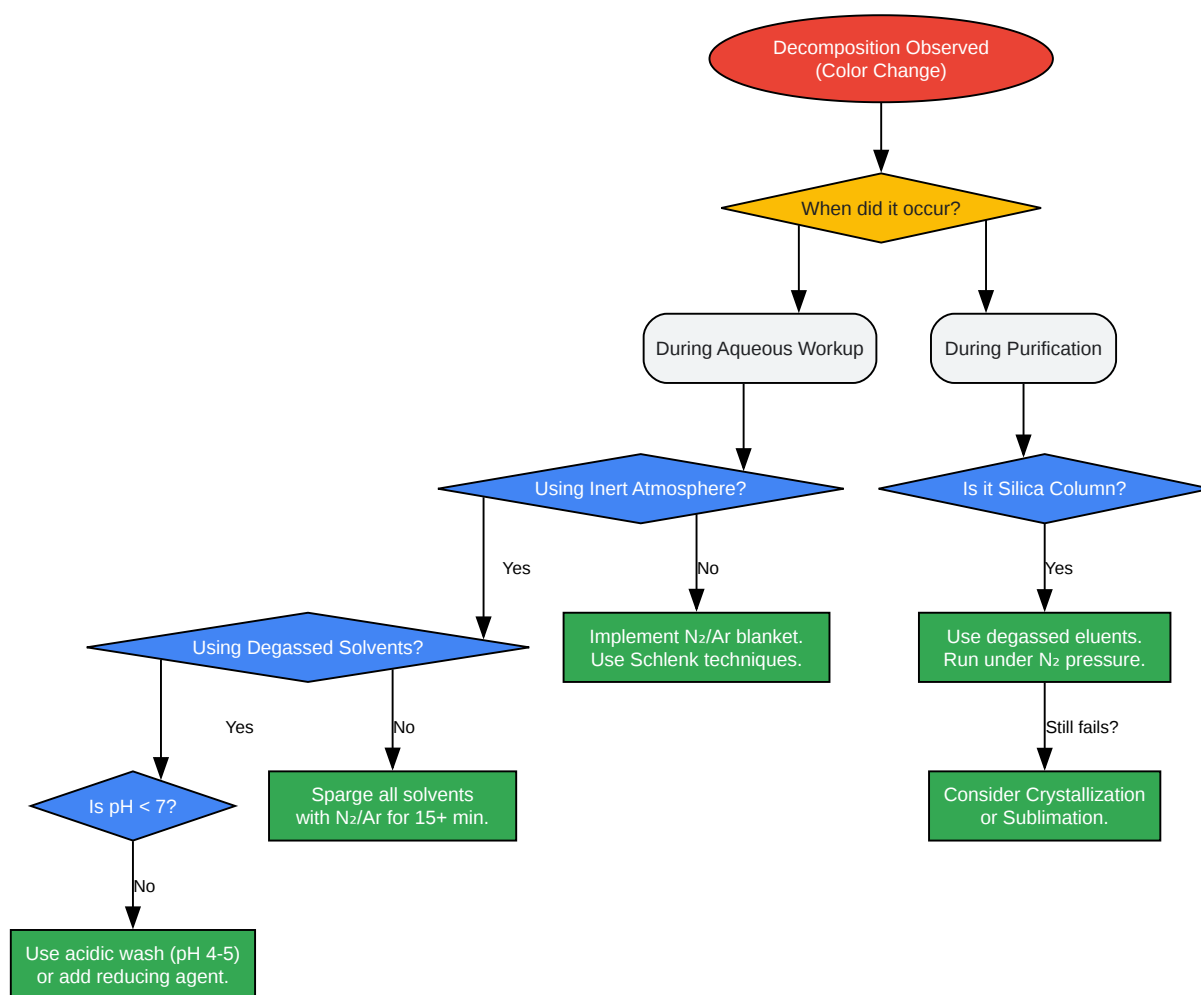 Decomposition Observed
(Color Change)
When did it occur?
During Aqueous Workup
During Purification
Using Inert Atmosphere?
Is it Silica Column?
Yes
No
Yes
Using Degassed Solvents?
Implement N₂/Ar blanket.
Use Schlenk techniques.
Use degassed eluents.
Run under N₂ pressure.
Yes
No
Still fails?
Is pH < 7?
Sparge all solvents
with N₂/Ar for 15+ min.
Consider Crystallization
or Sublimation.
No
Use acidic wash (pH 4-5)
or add reducing agent.